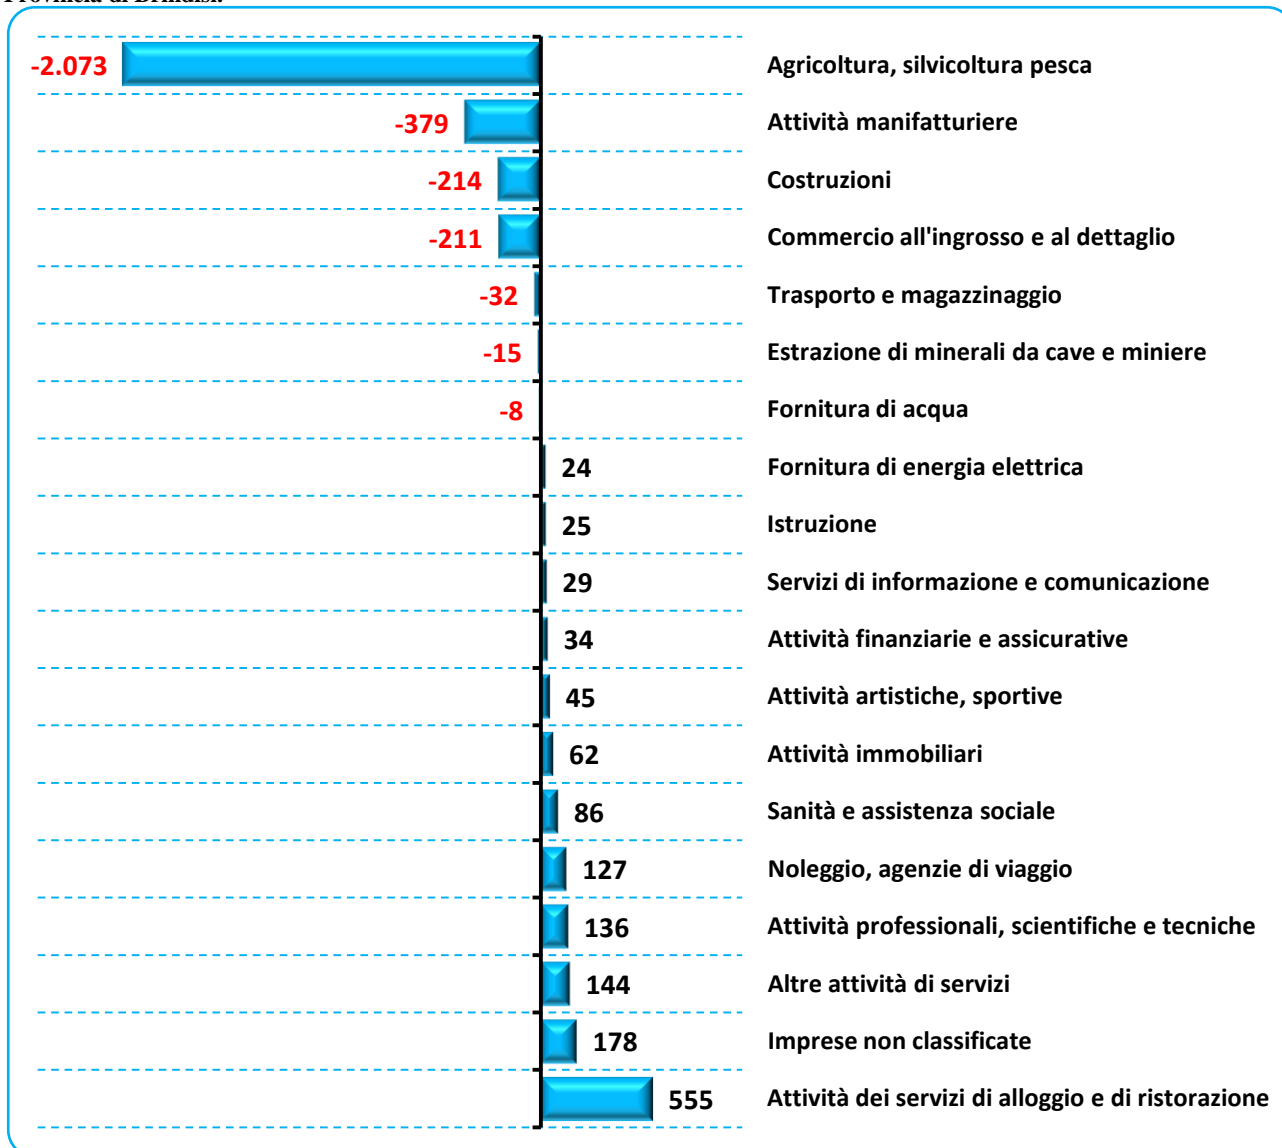 Provincia di Brindisi.
-2.073 Agricoltura, silvicoltura pesca
-379 Attività manifatturiere
-214 Costruzioni
-211 Commercio all'ingrosso e al dettaglio
-32 Trasporto e magazzinaggio
-15 Estrazione di minerali da cave e miniere
-8 Fornitura di acqua
24 Fornitura di energia elettrica
25 Istruzione
29 Servizi di informazione e comunicazione
34 Attività finanziarie e assicurative
45 Attività artistiche, sportive
62 Attività immobiliari
86 Sanità e assistenza sociale
127 Noleggio, agenzie di viaggio
136 Attività professionali, scientifiche e tecniche
144 Altre attività di servizi
178 Imprese non classificate
555 Attività dei servizi di alloggio e di ristorazione